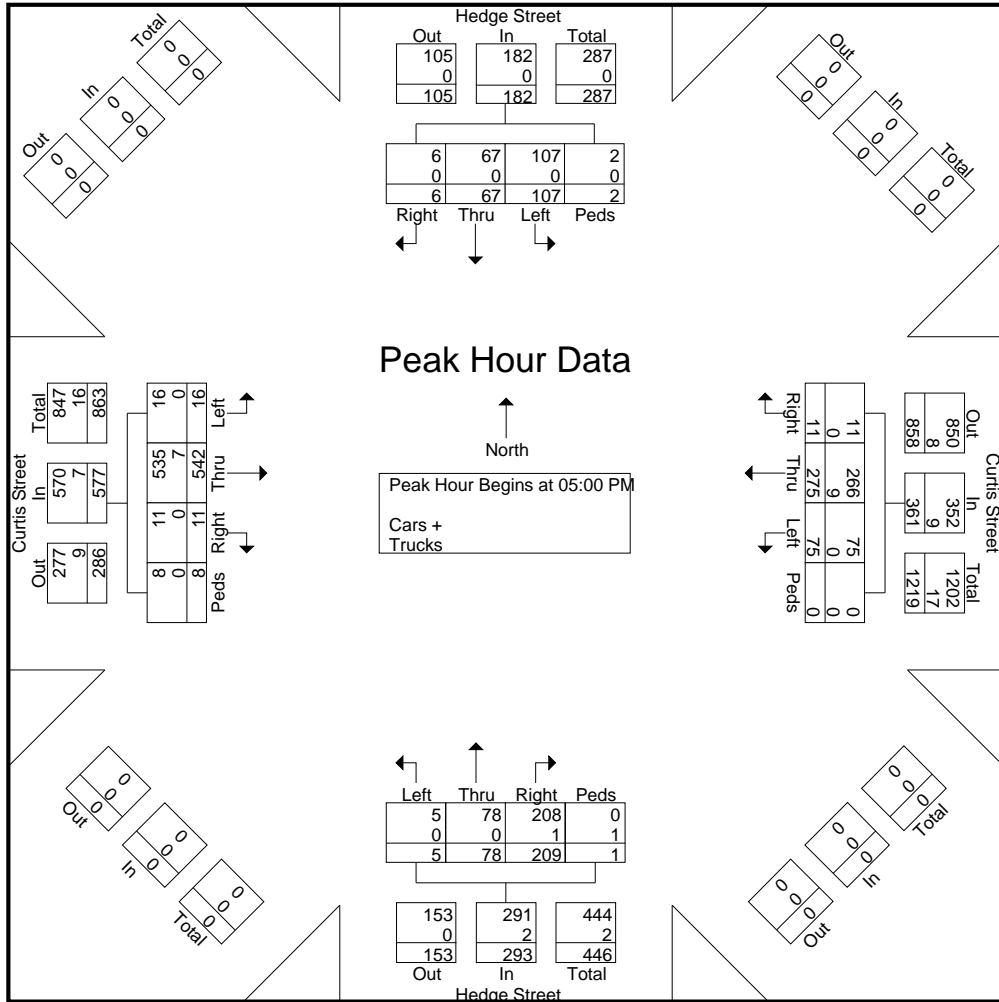 Hedge Street
Out In Total
105 182 287
0 0 0
105 182 287
6 67 107 2
0 0 0 0
6 67 107 2
Right Thru Left Peds
Total
0
0
0
In
0
0
0
Out
0
0
0
Out
0
0
0
In
0
0
0
Total
0
0
0
Peak Hour Data
North
Peak Hour Begins at 05:00 PM
Cars +
Trucks
Curtis Street
Out In Total
277 570 847
9 7 16
286 577 863
8 11 535 16
0 0 7 0
8 11 542 16
Peds Right Thru Left
Curtis Street
Out In Total
850 352 1202
8 9 17
858 361 1219
11 266 75 0
0 9 0 0
11 275 75 0
Right Thru Left Peds
Left Thru Right Peds
5 78 208 0
0 0 1 1
5 78 209 1
153 291 444
0 2 2
153 293 446
Out In Total
Hedge Street
0
0
0
Out
0
0
0
In
0
0
0
Total
0
0
0
Total
0
0
0
In
0
0
0
Out